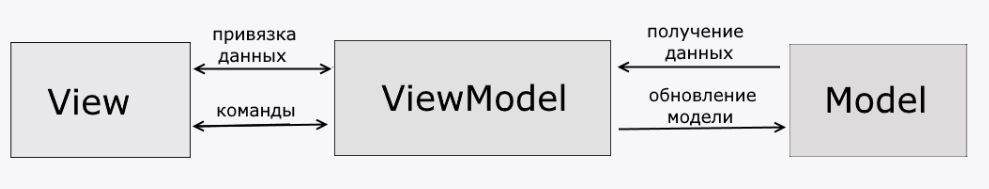 View
привязка
данных
команды
ViewModel
получение
данных
обновление
модели
Model